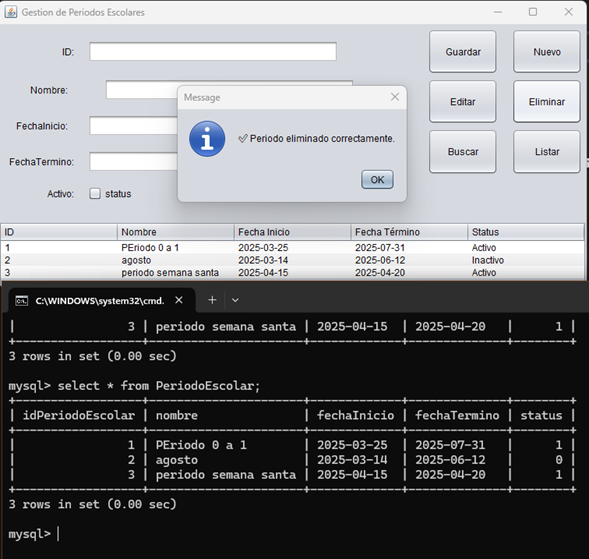 Gestion de Periodos Escolares
ID:
Guardar
Nuevo
Nombre:
Editar
Eliminar
FechaInicio:
FechaTermino:
Buscar
Listar
Activo:
status
Message
✓ Periodo eliminado correctamente.
OK
ID Nombre Fecha Inicio Fecha Término Status
1 PEriodo 0 a 1 2025-03-25 2025-07-31 Activo
2 agosto 2025-03-14 2025-06-12 Inactivo
3 periodo semana santa 2025-04-15 2025-04-20 Activo
C:\WINDOWS\system32\cmd.
| 3 | periodo semana santa | 2025-04-15 | 2025-04-20 | 1 |
3 rows in set (0.00 sec)
mysql> select * from PeriodoEscolar;
| idPeriodoEscolar | nombre | fechaInicio | fechaTermino | status |
| 1 | PEriodo 0 a 1 | 2025-03-25 | 2025-07-31 | 1 |
| 2 | agosto | 2025-03-14 | 2025-06-12 | 0 |
| 3 | periodo semana santa | 2025-04-15 | 2025-04-20 | 1 |
3 rows in set (0.00 sec)
mysql>